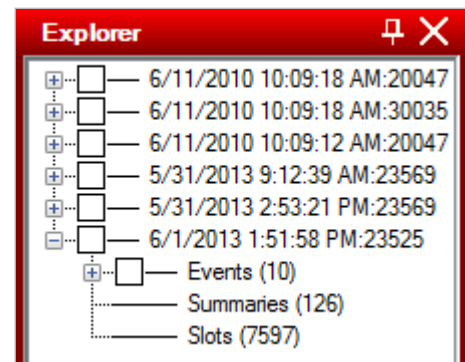 Explorer
6/11/2010 10:09:18 AM:20047
6/11/2010 10:09:18 AM:30035
6/11/2010 10:09:12 AM:20047
5/31/2013 9:12:39 AM:23569
5/31/2013 2:53:21 PM:23569
6/1/2013 1:51:58 PM:23525
Events (10)
Summaries (126)
Slots (7597)